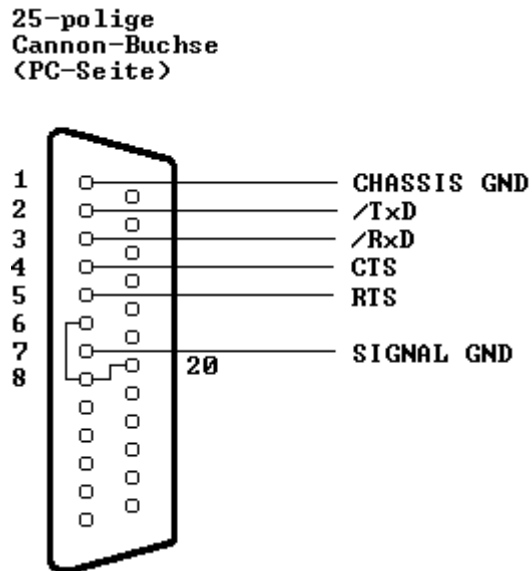 25-polige
Cannon-Buchse
<PC-Seite>
1 CHASSIS GND
2 /TxD
3 /RxD
4 CTS
5 RTS
6
7 SIGNAL GND
8 20